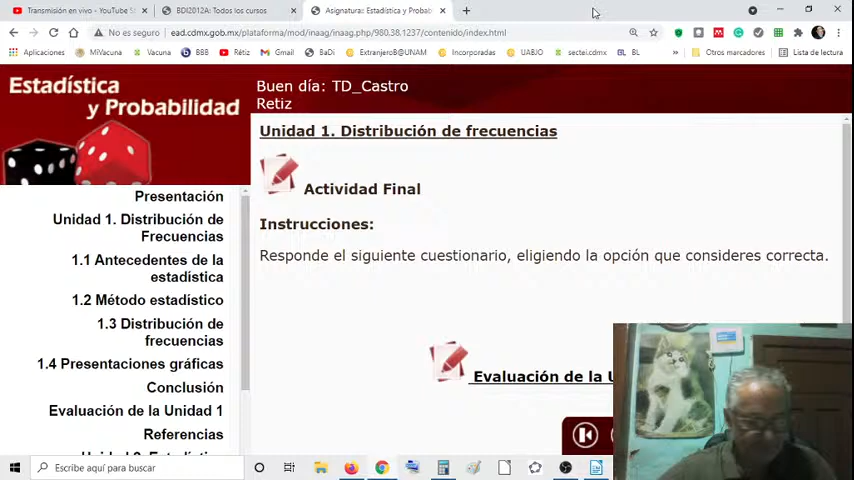 Transmisión en vivo - YouTube S
BDI2012A: Todos los cursos
Asignatura: Estadística y Probab
No es seguro
ead.cdmx.gob.mx/plataforma/mod/inaag/inaag.php/980.38.1237/contenido/index.html
Aplicaciones
MiVacuna
Vacuna
BBB
Rétiz
Gmail
BaDi
ExtranjeroB@UNAM
Incorporadas
UABJO
sectei.cdmx
BL
BL
»
Otros marcadores
Lista de lectura
Estadística
y Probabilidad
Buen día: TD_Castro
Retiz
Presentación
Unidad 1. Distribución de
Frecuencias
1.1 Antecedentes de la
estadística
1.2 Método estadístico
1.3 Distribución de
frecuencias
1.4 Presentaciones gráficas
Conclusión
Evaluación de la Unidad 1
Referencias
Unidad 1. Distribución de frecuencias
Actividad Final
Instrucciones:
Responde el siguiente cuestionario, eligiendo la opción que consideres correcta.
Evaluación de la U
Escribe aquí para buscar